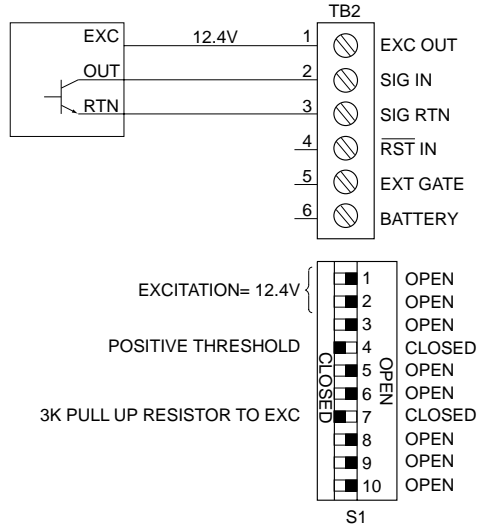 TB2
EXC 12.4V 1 EXC OUT
OUT 2 SIG IN
RTN 3 SIG RTN
4 RST IN
5 EXT GATE
6 BATTERY
EXCITATION= 12.4V
1 OPEN
2 OPEN
3 OPEN
POSITIVE THRESHOLD 4 CLOSED
5 OPEN
6 OPEN
3K PULL UP RESISTOR TO EXC 7 CLOSED
8 OPEN
9 OPEN
10 OPEN
CLOSED
OPEN
S1